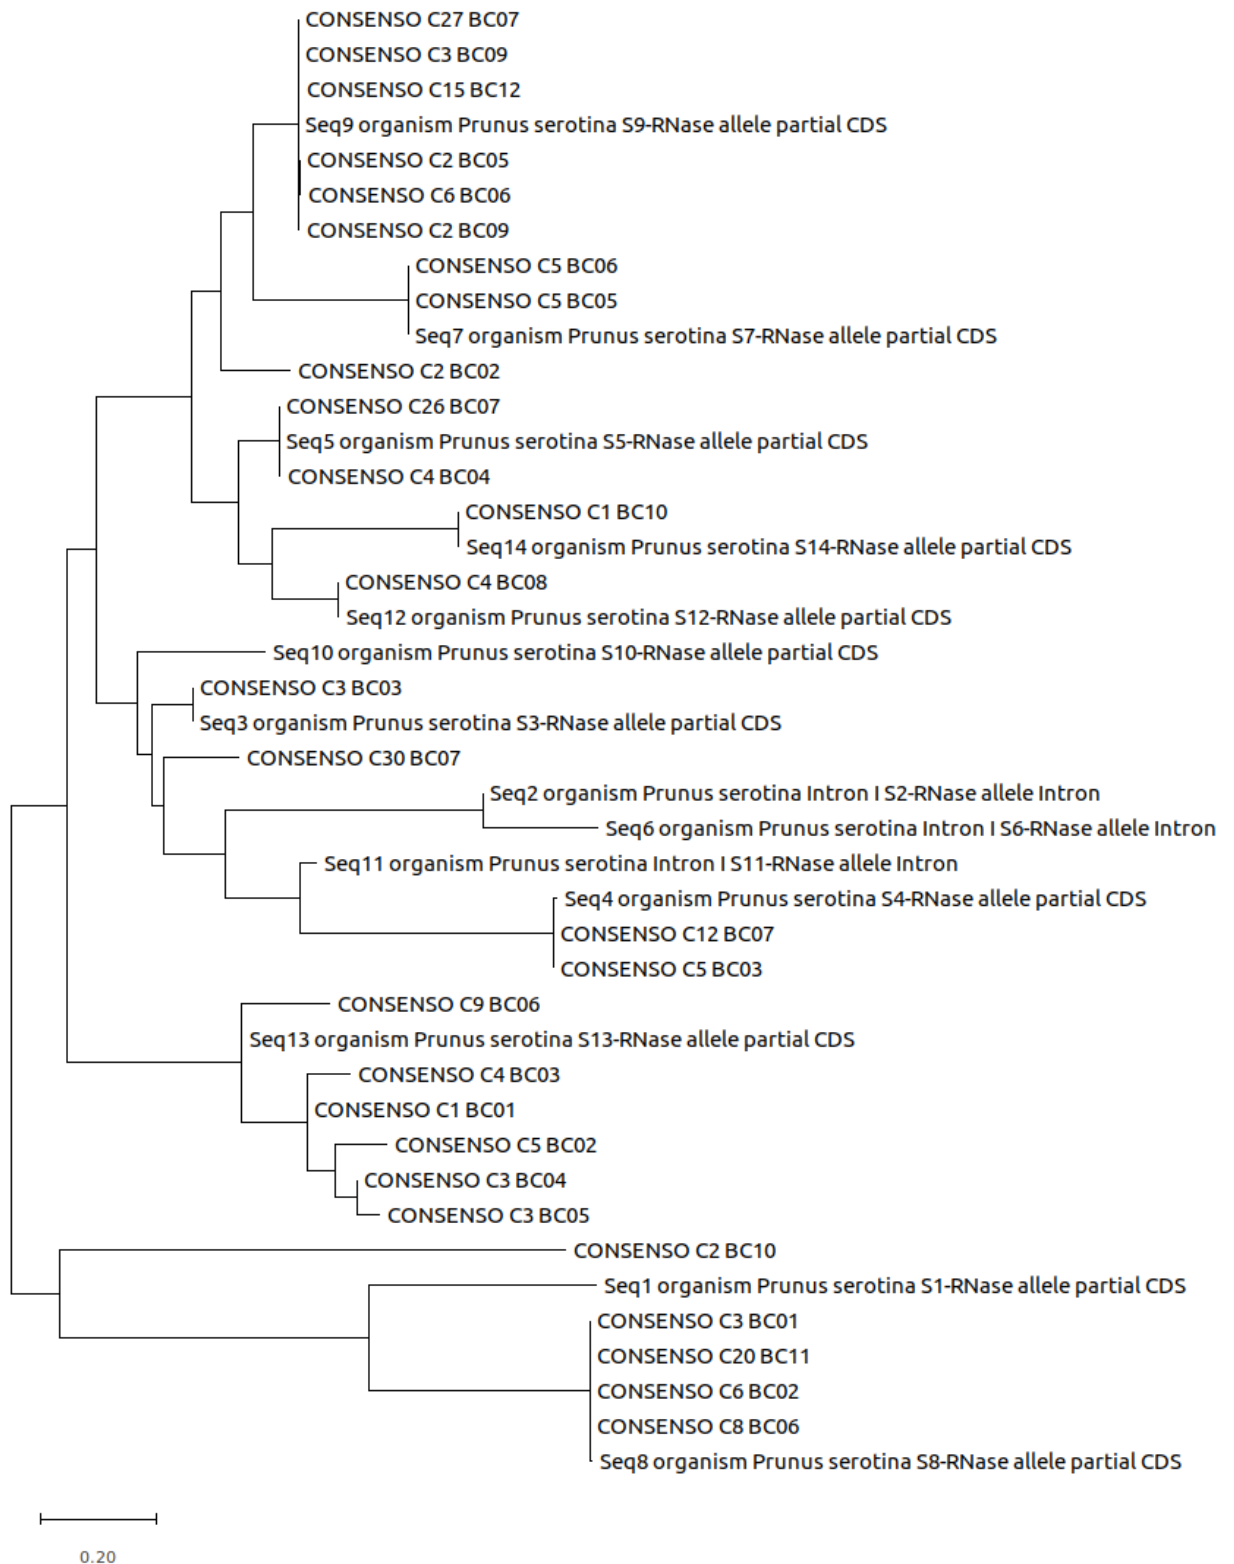 CONSENSO C27 BC07
CONSENSO C3 BC09
CONSENSO C15 BC12
Seq9 organism Prunus serotina S9-RNase allele partial CDS
CONSENSO C2 BC05
CONSENSO C6 BC06
CONSENSO C2 BC09
CONSENSO C5 BC06
CONSENSO C5 BC05
Seq7 organism Prunus serotina S7-RNase allele partial CDS
CONSENSO C2 BC02
CONSENSO C26 BC07
Seq5 organism Prunus serotina S5-RNase allele partial CDS
CONSENSO C4 BC04
CONSENSO C1 BC10
Seq14 organism Prunus serotina S14-RNase allele partial CDS
CONSENSO C4 BC08
Seq12 organism Prunus serotina S12-RNase allele partial CDS
Seq10 organism Prunus serotina S10-RNase allele partial CDS
CONSENSO C3 BC03
Seq3 organism Prunus serotina S3-RNase allele partial CDS
CONSENSO C30 BC07
Seq2 organism Prunus serotina Intron I S2-RNase allele Intron
Seq6 organism Prunus serotina Intron I S6-RNase allele Intron
Seq11 organism Prunus serotina Intron I S11-RNase allele Intron
Seq4 organism Prunus serotina S4-RNase allele partial CDS
CONSENSO C12 BC07
CONSENSO C5 BC03
CONSENSO C9 BC06
Seq13 organism Prunus serotina S13-RNase allele partial CDS
CONSENSO C4 BC03
CONSENSO C1 BC01
CONSENSO C5 BC02
CONSENSO C3 BC04
CONSENSO C3 BC05
CONSENSO C2 BC10
Seq1 organism Prunus serotina S1-RNase allele partial CDS
CONSENSO C3 BC01
CONSENSO C20 BC11
CONSENSO C6 BC02
CONSENSO C8 BC06
Seq8 organism Prunus serotina S8-RNase allele partial CDS
0.20